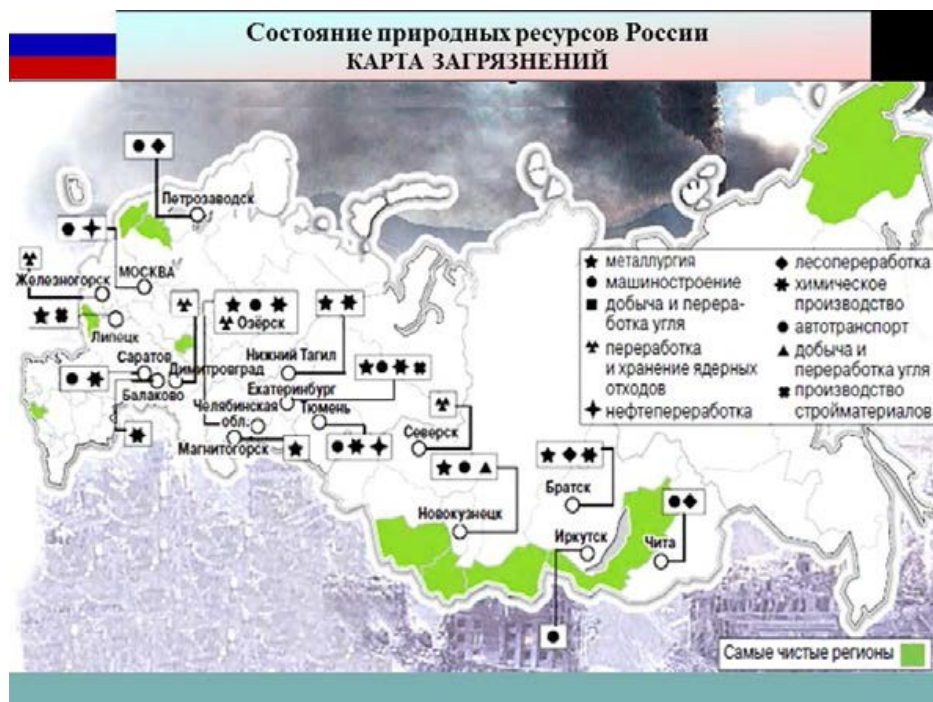 Состояние природных ресурсов России
КАРТА ЗАГРЯЗНЕНИЙ
Петрозаводск
МОСКВА
Железногорск
Липецк
Озёрск
Саратов
Димитровград
Балаково
Нижний Тагил
Екатеринбург
Тюмень
Челябинская
обл.
Магнитогорск
Северск
Новокузнецк
Братск
Иркутск
Чита
металлургия
машиностроение
добыча и перера-
ботка угля
переработка
и хранение ядерных
отходов
нефтепереработка
лесопереработка
химическое
производство
автотранспорт
добыча и
переработка угля
производство
стройматериалов
Самые чистые регионы